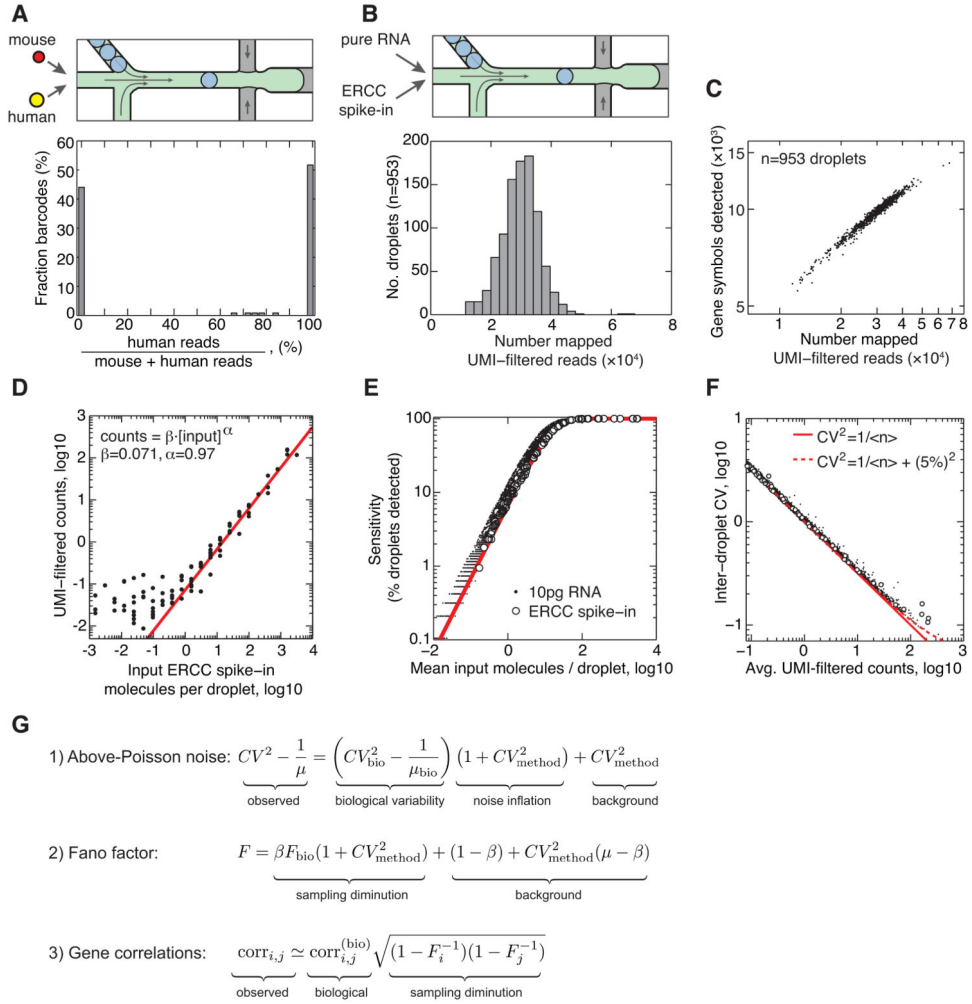 A
mouse
human
Fraction barcodes (%)
60
50
40
30
20
10
0
0 20 40 60 80 100
human reads
mouse + human reads , (%)
B
pure RNA
ERCC
spike-in
No. droplets (n=953)
200
150
100
50
0
0 2 4 6 8
Number mapped
UMI-filtered reads (×10⁴)
C
Gene symbols detected (×10³)
n=953 droplets
15
10
5
1 2 3 4 5 6 7 8
Number mapped
UMI-filtered reads (×10⁴)
D
UMI−filtered counts, log10
counts = β·[input]^α
β=0.071, α=0.97
3
2
1
0
-1
-2
-3 -2 -1 0 1 2 3 4
Input ERCC spike−in
molecules per droplet, log10
E
Sensitivity
(% droplets detected)
100
10
1
0.1
10pg RNA
ERCC spike−in
−2 0 2 4
Mean input molecules / droplet, log10
F
Inter−droplet CV, log10
1
0
−1
CV²=1/<n>
CV²=1/<n> + (5%)²
−1 0 1 2 3
Avg. UMI-filtered counts, log10
G
1) Above-Poisson noise: CV² − 1/μ = (CV²_bio − 1/μ_bio) (1 + CV²_method) + CV²_method
observed biological variability noise inflation background
2) Fano factor: F = βF_bio(1 + CV²_method) + (1 − β) + CV²_method(μ − β)
sampling diminution background
3) Gene correlations: corr_i,j ≃ corr_i,j^(bio) √(1 − F_i^−1)(1 − F_j^−1)
observed biological sampling diminution